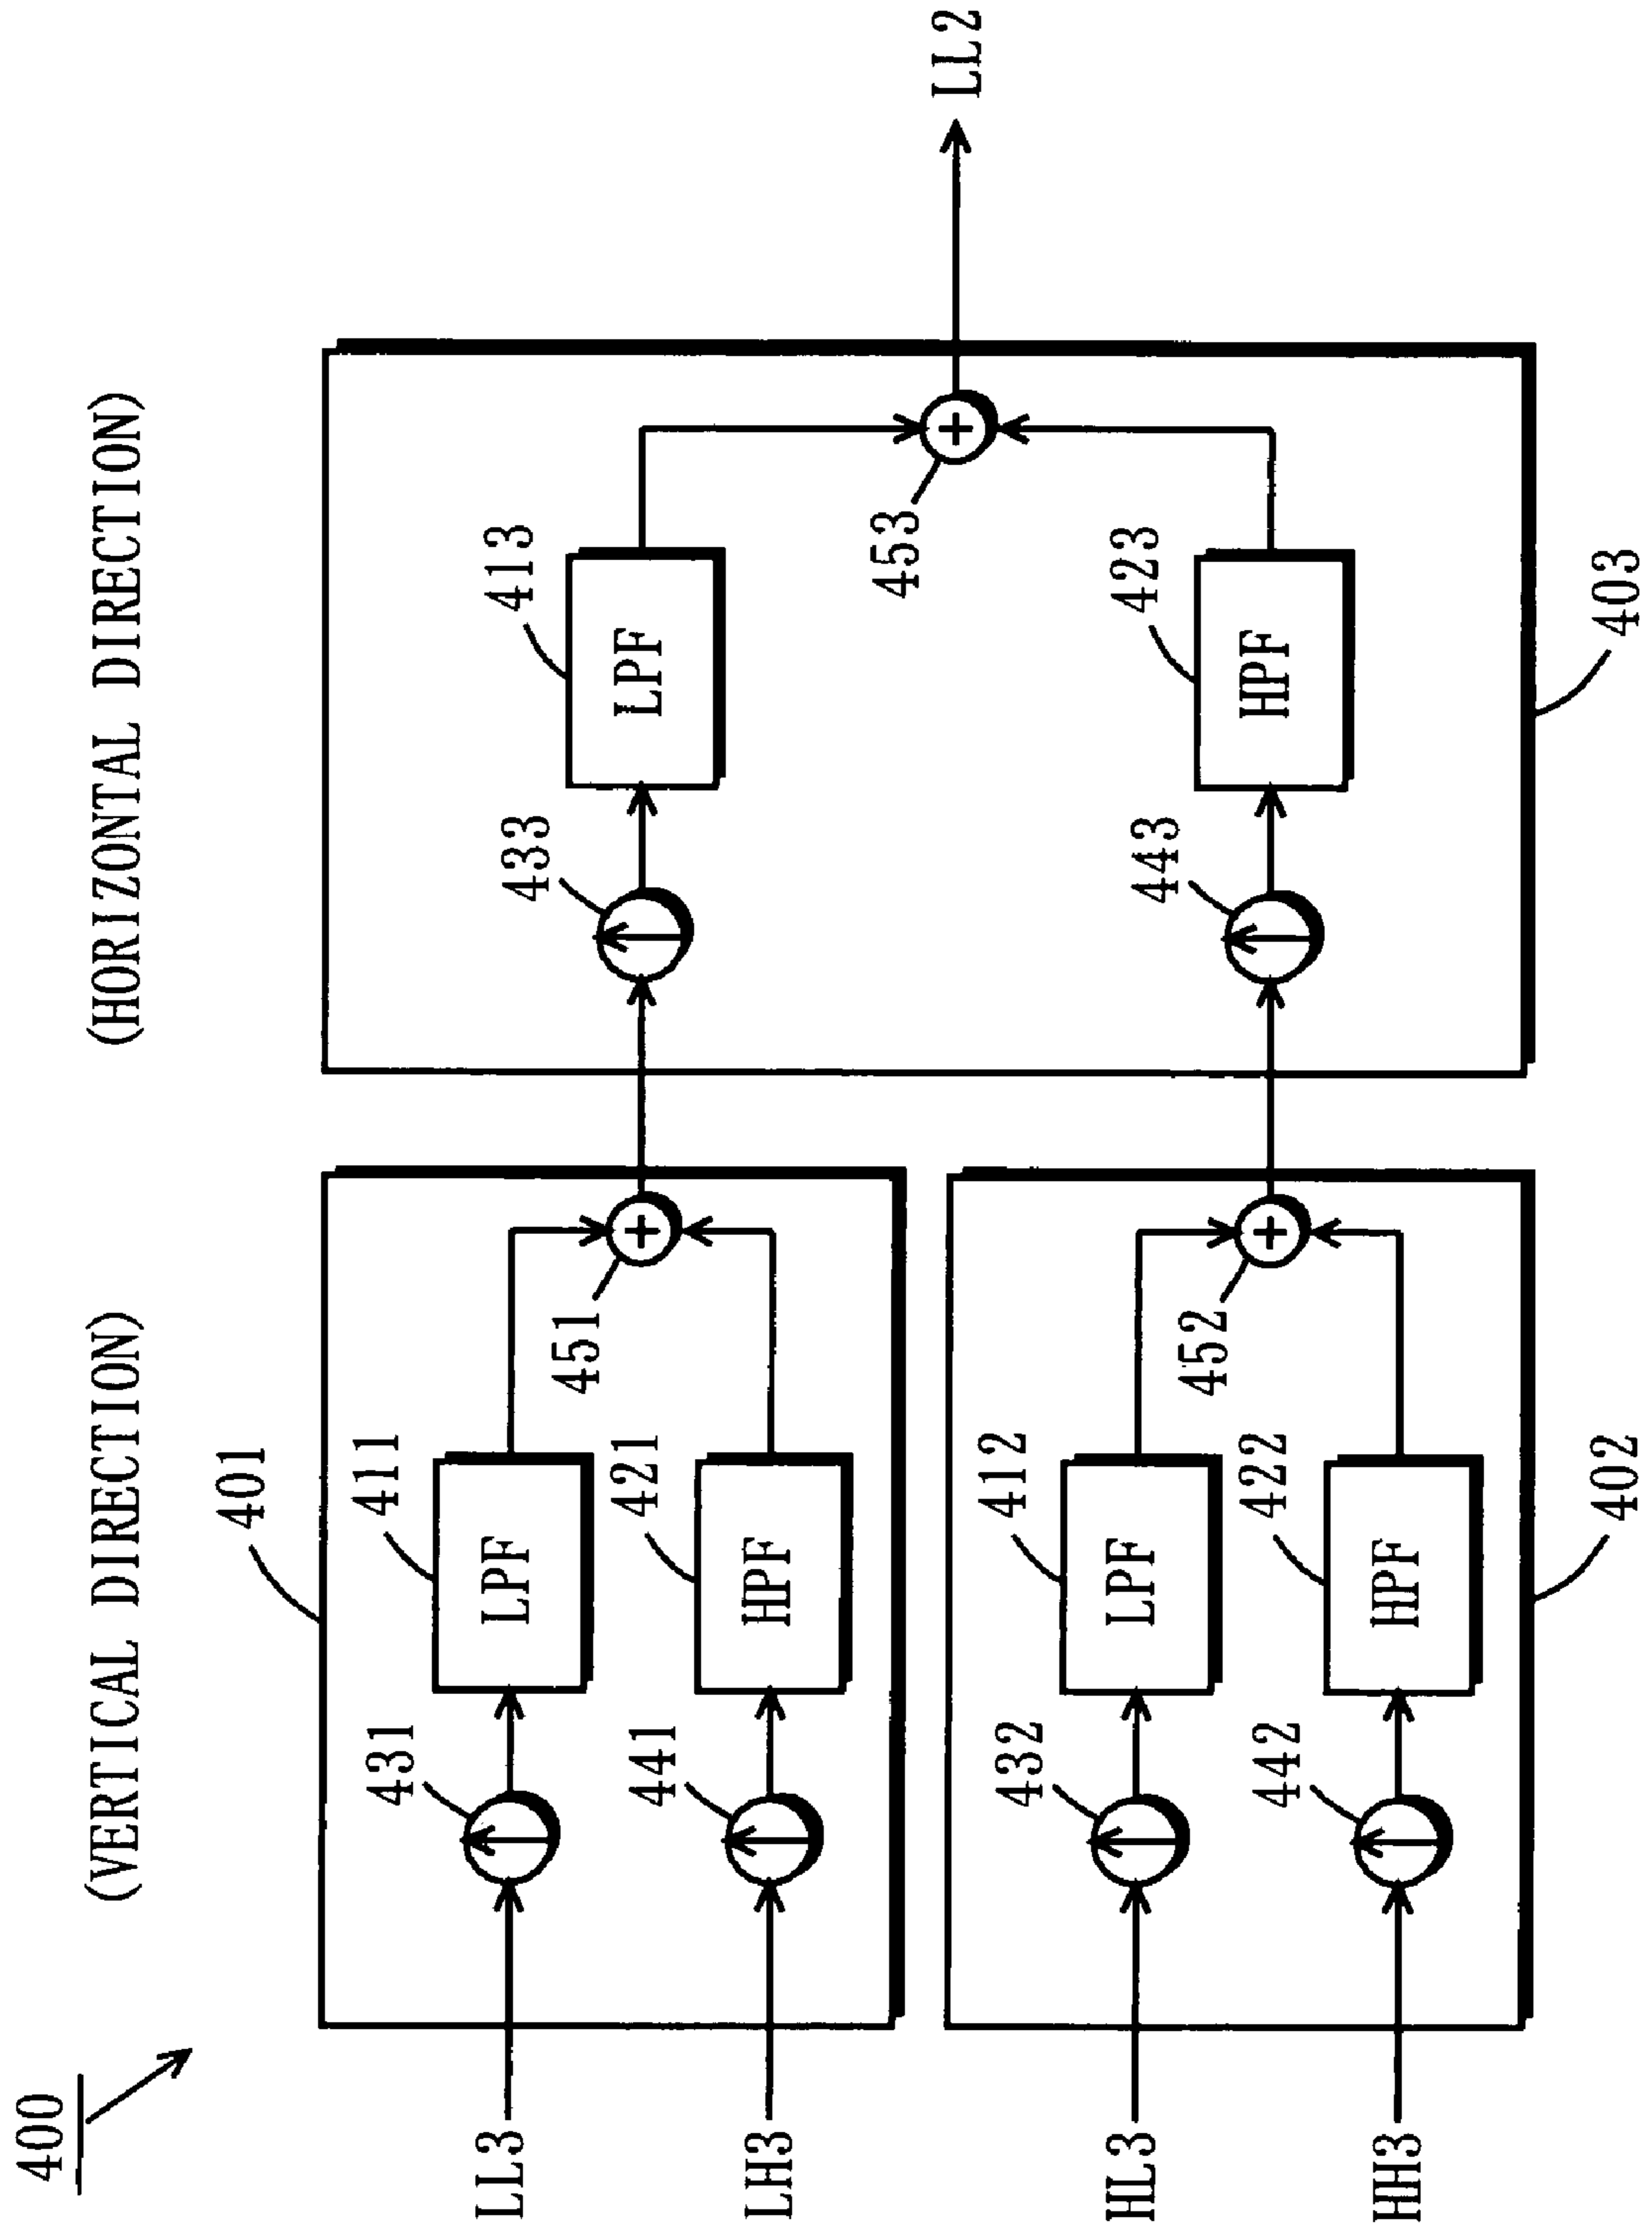 400
(VERTICAL DIRECTION)
(HORIZONTAL DIRECTION)
401
411
431
LPF
LL3
421
441
HPF
LH3
451
433
413
LPF
453
LL2
412
432
LPF
HL3
422
442
HPF
HH3
452
443
423
HPF
402
403